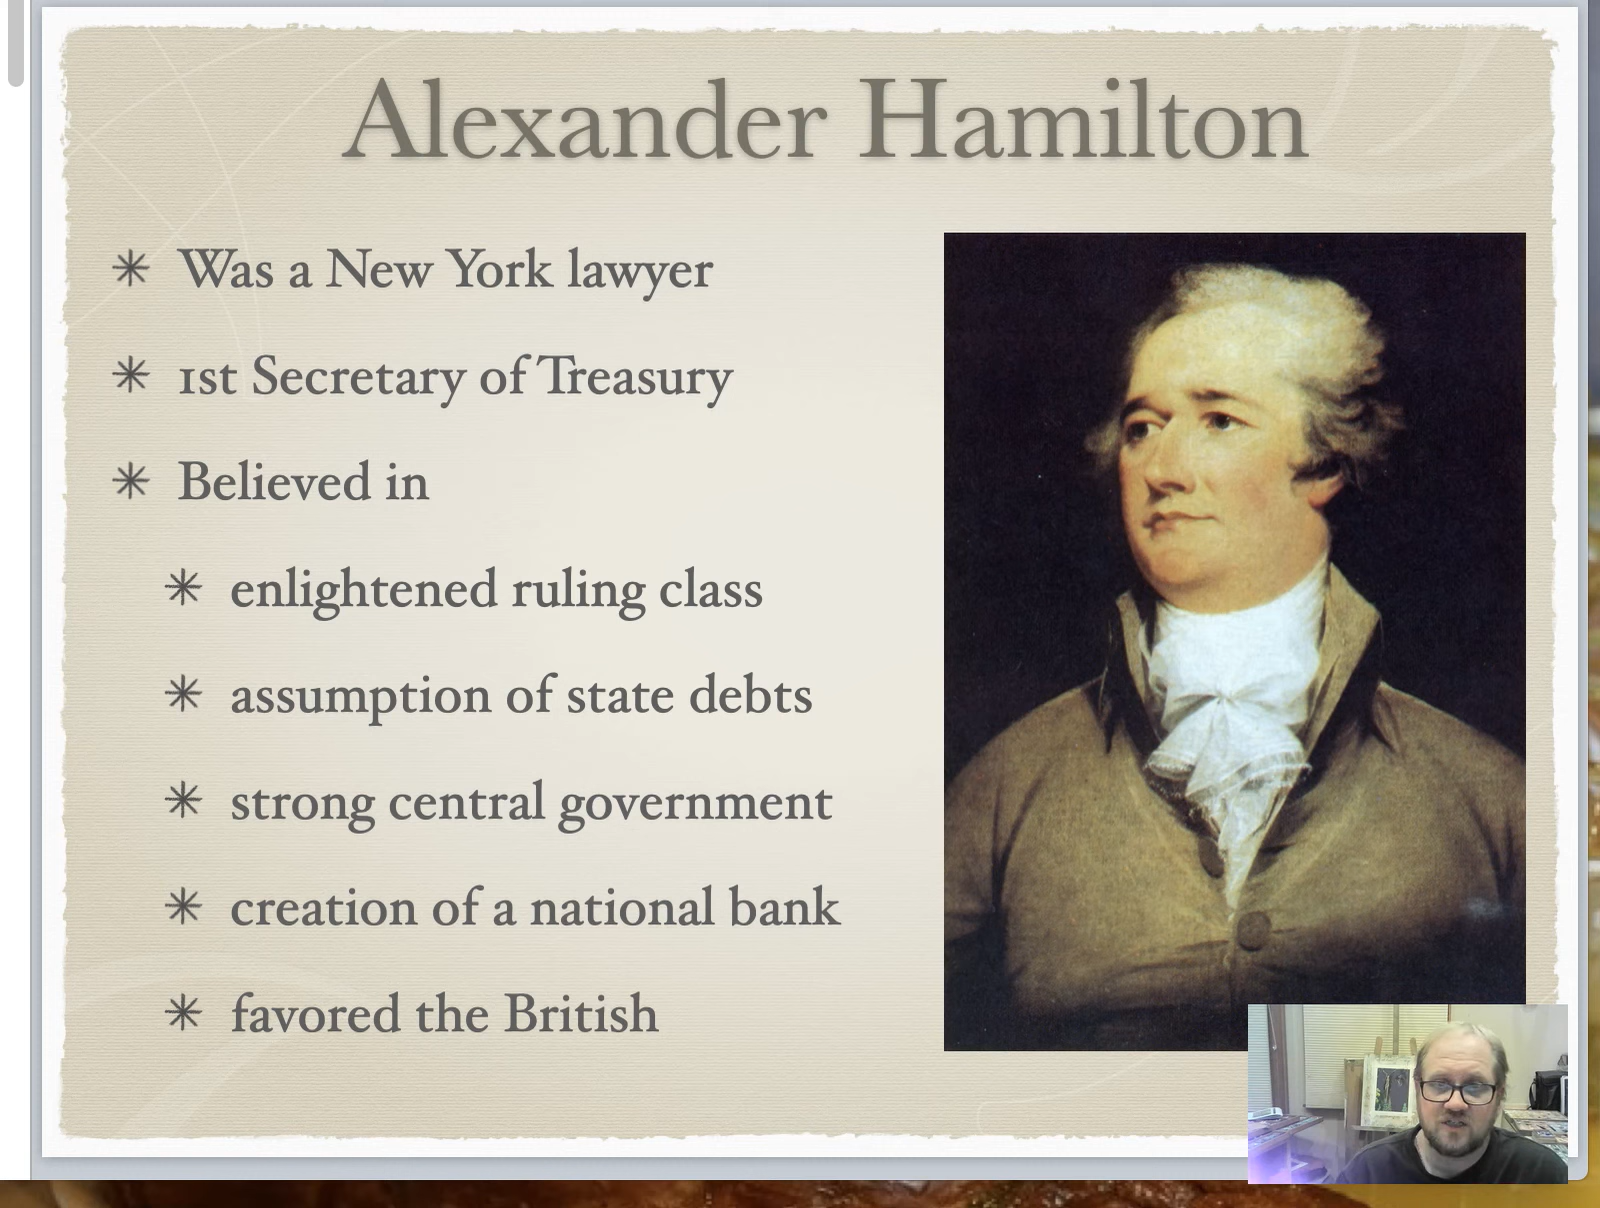 Alexander Hamilton
Was a New York lawyer
1st Secretary of Treasury
Believed in
enlightened ruling class
assumption of state debts
strong central government
creation of a national bank
favored the British